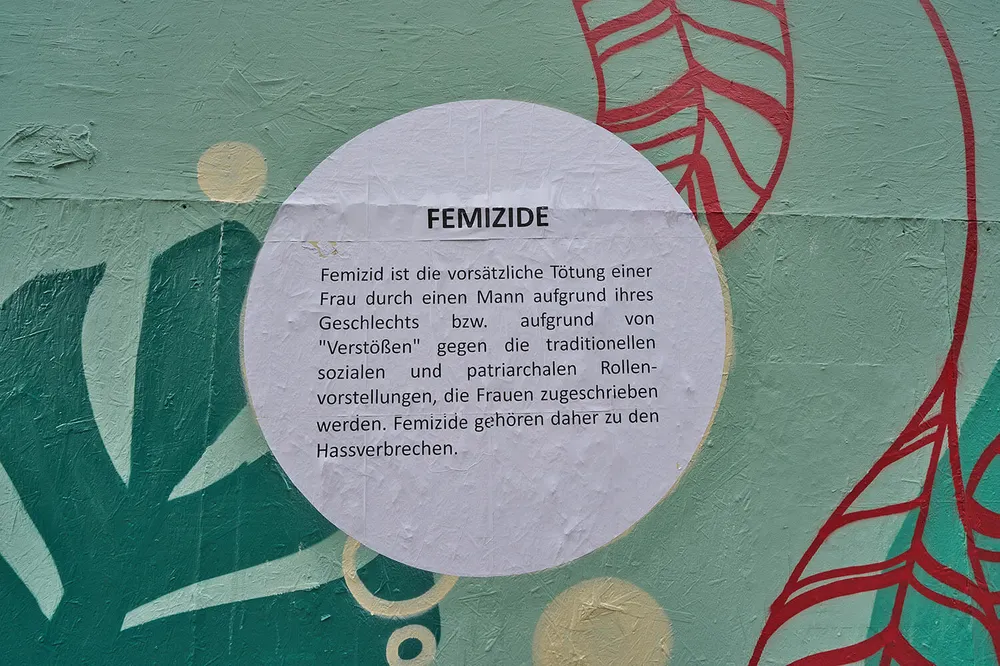 FEMIZIDE
Femizid ist die vorsätzliche Tötung einer
Frau durch einen Mann aufgrund ihres
Geschlechts bzw. aufgrund von
"Verstößen" gegen die traditionellen
sozialen und patriarchalen Rollen-
vorstellungen, die Frauen zugeschrieben
werden. Femizide gehören daher zu den
Hassverbrechen.